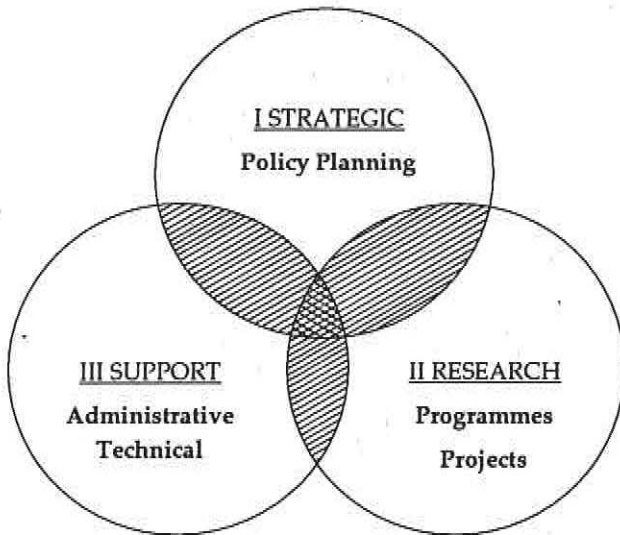 I STRATEGIC
Policy Planning
III SUPPORT
Administrative
Technical
II RESEARCH
Programmes
Projects